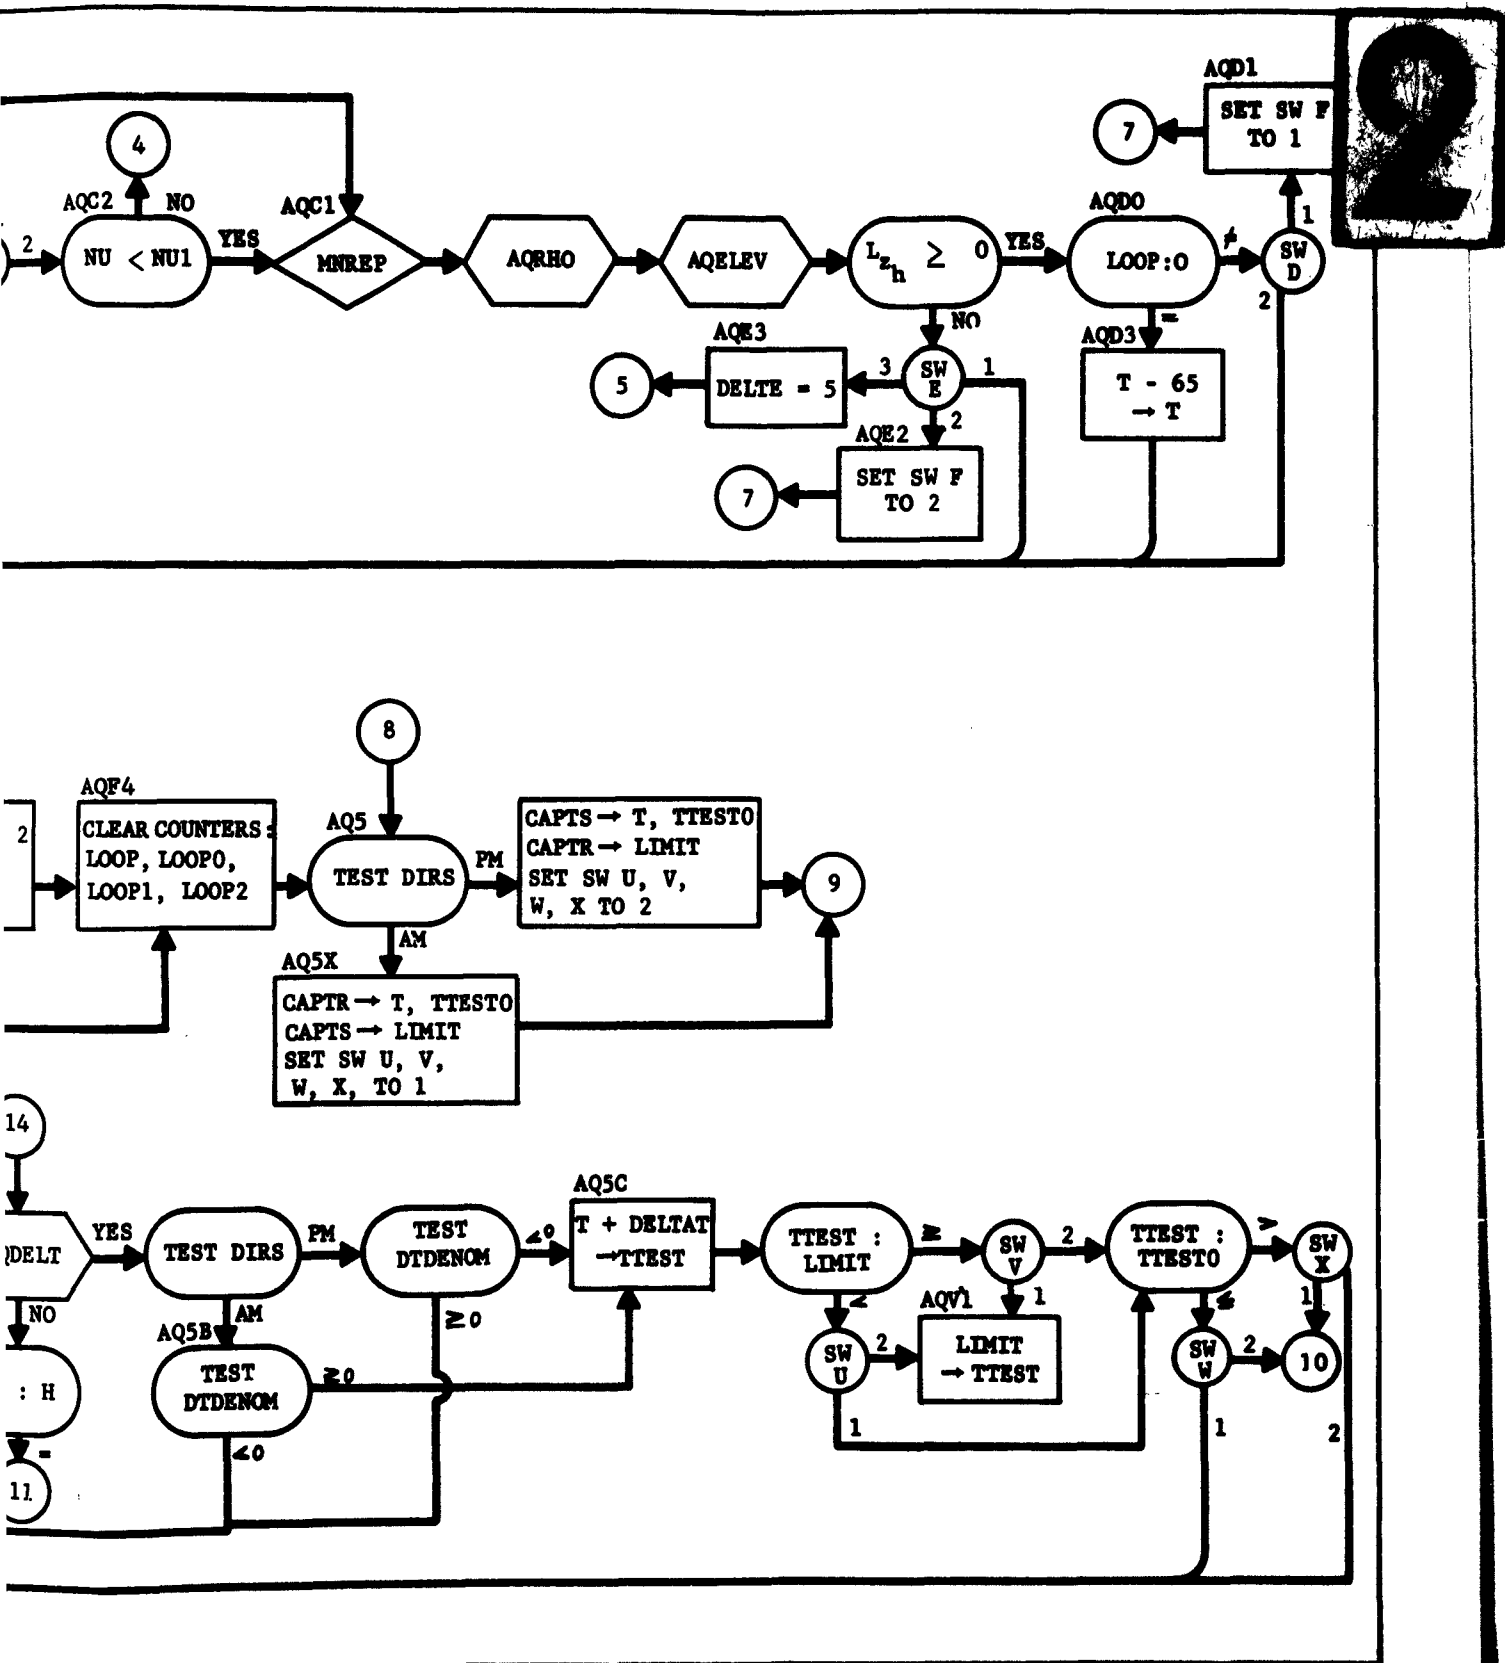 2
AQD1
SET SW F
TO 1
7
4
AQC2
NO
2
NU < NU1
YES
AQC1
MNREP
AQRHO
AQELEV
L z h ≥ 0
YES
AQD0
LOOP:0
≠
SW
D
1
2
NO
=
AQE3
DELTE = 5
5
3
SW
E
1
2
AQD3
T - 65
→ T
AQE2
SET SW F
TO 2
7
8
2
AQF4
CLEAR COUNTERS:
LOOP, LOOP0,
LOOP1, LOOP2
AQ5
TEST DIRS
PM
AM
CAPTS → T, TTEST0
CAPTR → LIMIT
SET SW U, V,
W, X TO 2
9
AQ5X
CAPTR → T, TTEST0
CAPTS → LIMIT
SET SW U, V,
W, X, TO 1
14
QDELT
YES
NO
TEST DIRS
PM
AM
TEST
DTDENOM
<0
≥0
AQ5C
T + DELTAT
→TTEST
TTEST :
LIMIT
≥
<
SW
V
2
1
TTEST :
TTEST0
>
≤
SW
X
1
2
: H
=
11
AQ5B
TEST
DTDENOM
≥0
<0
SW
U
2
1
AQV1
LIMIT
→ TTEST
SW
W
2
1
10